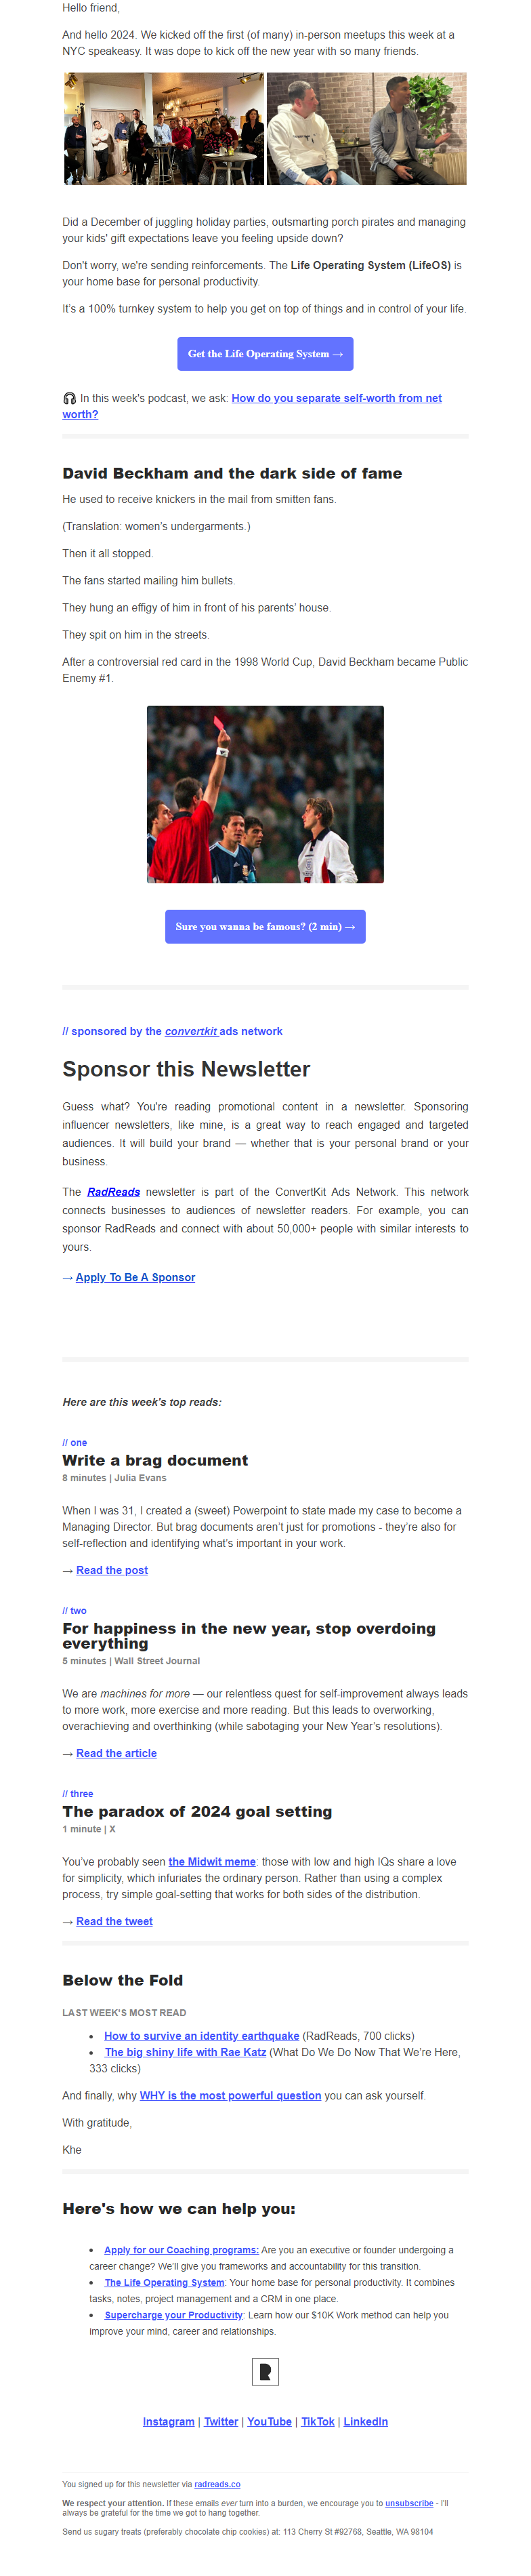 Hello friend,
And hello 2024. We kicked off the first (of many) in-person meetups this week at a
NYC speakeasy. It was dope to kick off the new year with so many friends.
Did a December of juggling holiday parties, outsmarting porch pirates and managing
your kids' gift expectations leave you feeling upside down?
Don't worry, we're sending reinforcements. The Life Operating System (LifeOS) is
your home base for personal productivity.
It's a 100% turnkey system to help you get on top of things and in control of your life.
Get the Life Operating System →
🎧 In this week's podcast, we ask: How do you separate self-worth from net
worth?
David Beckham and the dark side of fame
He used to receive knickers in the mail from smitten fans.
(Translation: women's undergarments.)
Then it all stopped.
The fans started mailing him bullets.
They hung an effigy of him in front of his parents' house.
They spit on him in the streets.
After a controversial red card in the 1998 World Cup, David Beckham became Public
Enemy #1.
Sure you wanna be famous? (2 min) →
// sponsored by the convertkit ads network
Sponsor this Newsletter
Guess what? You're reading promotional content in a newsletter. Sponsoring
influencer newsletters, like mine, is a great way to reach engaged and targeted
audiences. It will build your brand — whether that is your personal brand or your
business.
The RadReads newsletter is part of the ConvertKit Ads Network. This network
connects businesses to audiences of newsletter readers. For example, you can
sponsor RadReads and connect with about 50,000+ people with similar interests to
yours.
→ Apply To Be A Sponsor
Here are this week's top reads:
// one
Write a brag document
8 minutes | Julia Evans
When I was 31, I created a (sweet) Powerpoint to state made my case to become a
Managing Director. But brag documents aren't just for promotions - they're also for
self-reflection and identifying what's important in your work.
→ Read the post
// two
For happiness in the new year, stop overdoing
everything
5 minutes | Wall Street Journal
We are machines for more — our relentless quest for self-improvement always leads
to more work, more exercise and more reading. But this leads to overworking,
overachieving and overthinking (while sabotaging your New Year's resolutions).
→ Read the article
// three
The paradox of 2024 goal setting
1 minute | X
You've probably seen the Midwit meme: those with low and high IQs share a love
for simplicity, which infuriates the ordinary person. Rather than using a complex
process, try simple goal-setting that works for both sides of the distribution.
→ Read the tweet
Below the Fold
LAST WEEK'S MOST READ
• How to survive an identity earthquake (RadReads, 700 clicks)
• The big shiny life with Rae Katz (What Do We Do Now That We're Here,
333 clicks)
And finally, why WHY is the most powerful question you can ask yourself.
With gratitude,
Khe
Here's how we can help you:
• Apply for our Coaching programs: Are you an executive or founder undergoing a
career change? We'll give you frameworks and accountability for this transition.
• The Life Operating System: Your home base for personal productivity. It combines
tasks, notes, project management and a CRM in one place.
• Supercharge your Productivity: Learn how our $10K Work method can help you
improve your mind, career and relationships.
R
Instagram | Twitter | YouTube | TikTok | LinkedIn
You signed up for this newsletter via radreads.co
We respect your attention. If these emails ever turn into a burden, we encourage you to unsubscribe - I'll
always be grateful for the time we got to hang together.
Send us sugary treats (preferably chocolate chip cookies) at: 113 Cherry St #92768, Seattle, WA 98104